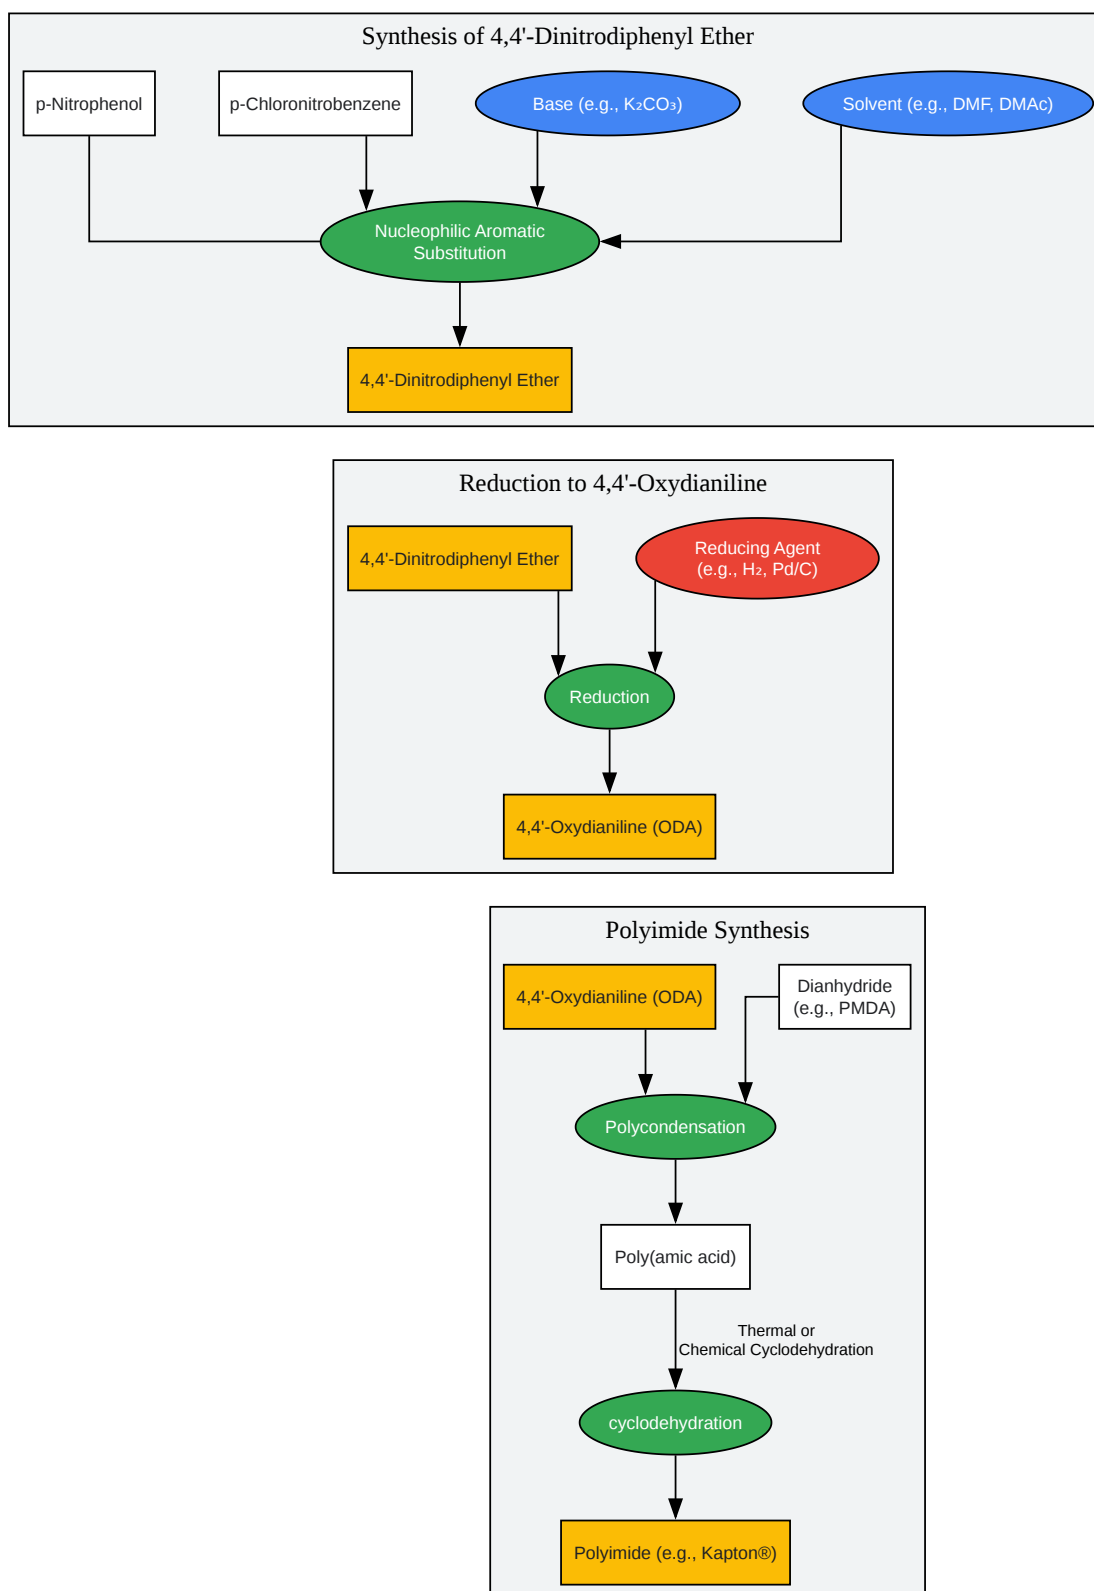 Synthesis of 4,4'-Dinitrodiphenyl Ether
p-Nitrophenol
p-Chloronitrobenzene
Base (e.g., K₂CO₃)
Solvent (e.g., DMF, DMAc)
Nucleophilic Aromatic
Substitution
4,4'-Dinitrodiphenyl Ether
Reduction to 4,4'-Oxydianiline
4,4'-Dinitrodiphenyl Ether
Reducing Agent
(e.g., H₂, Pd/C)
Reduction
4,4'-Oxydianiline (ODA)
Polyimide Synthesis
4,4'-Oxydianiline (ODA)
Dianhydride
(e.g., PMDA)
Polycondensation
Poly(amic acid)
Thermal or
Chemical Cyclodehydration
cyclodehydration
Polyimide (e.g., Kapton®)